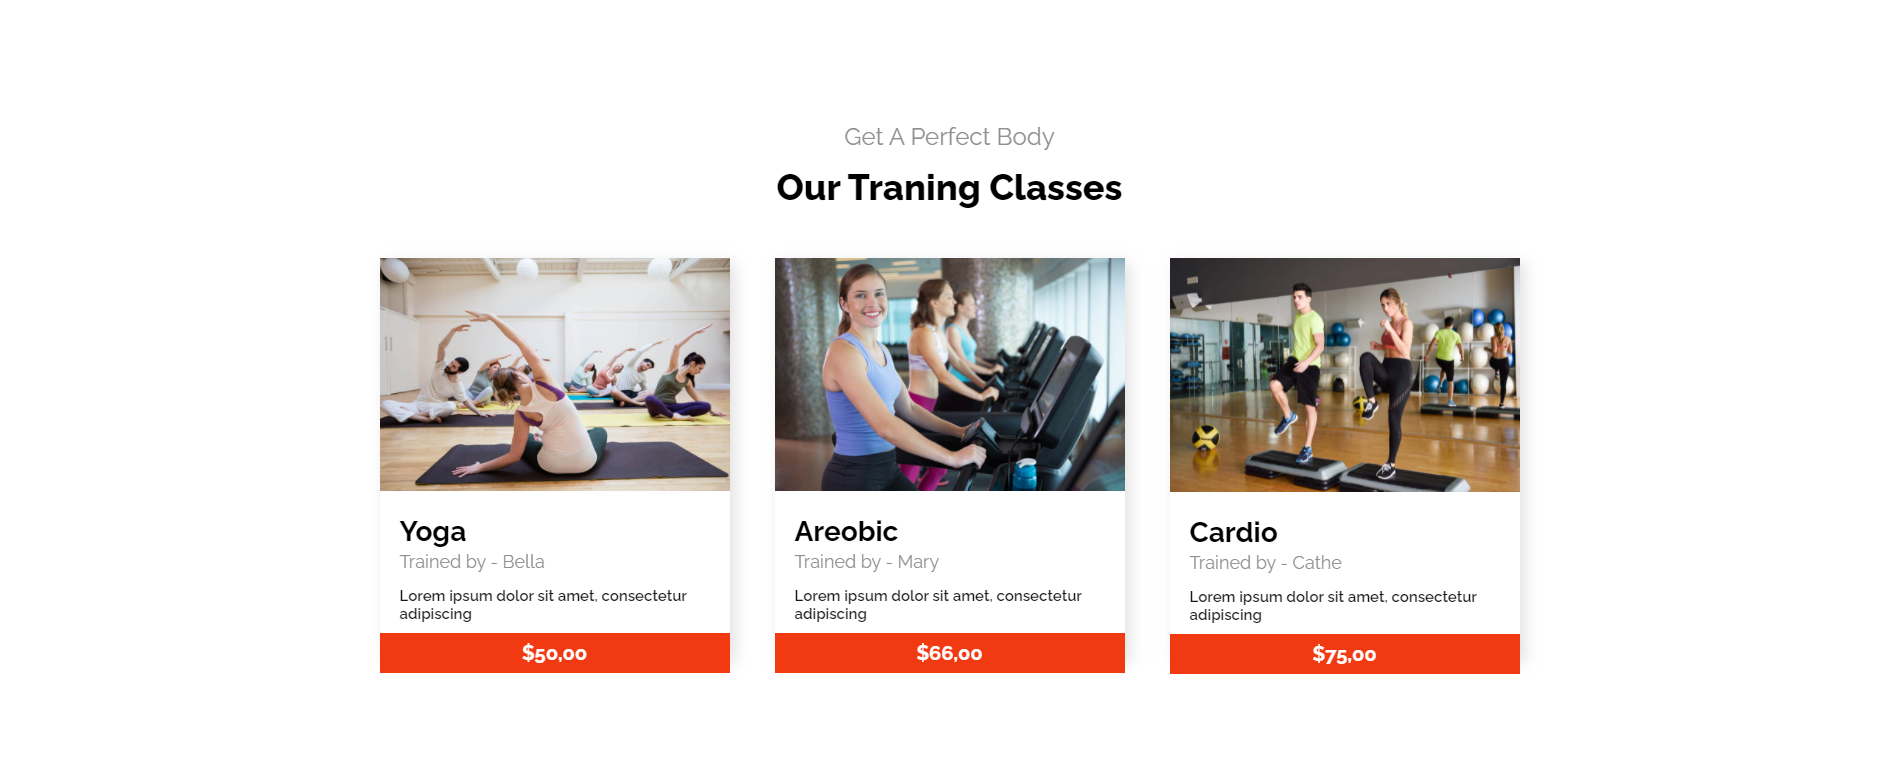 Get A Perfect Body
Our Traning Classes
Yoga
Trained by - Bella
Lorem ipsum dolor sit amet, consectetur
adipiscing
$50,00
Areobic
Trained by - Mary
Lorem ipsum dolor sit amet, consectetur
adipiscing
$66,00
Cardio
Trained by - Cathe
Lorem ipsum dolor sit amet, consectetur
adipiscing
$75,00